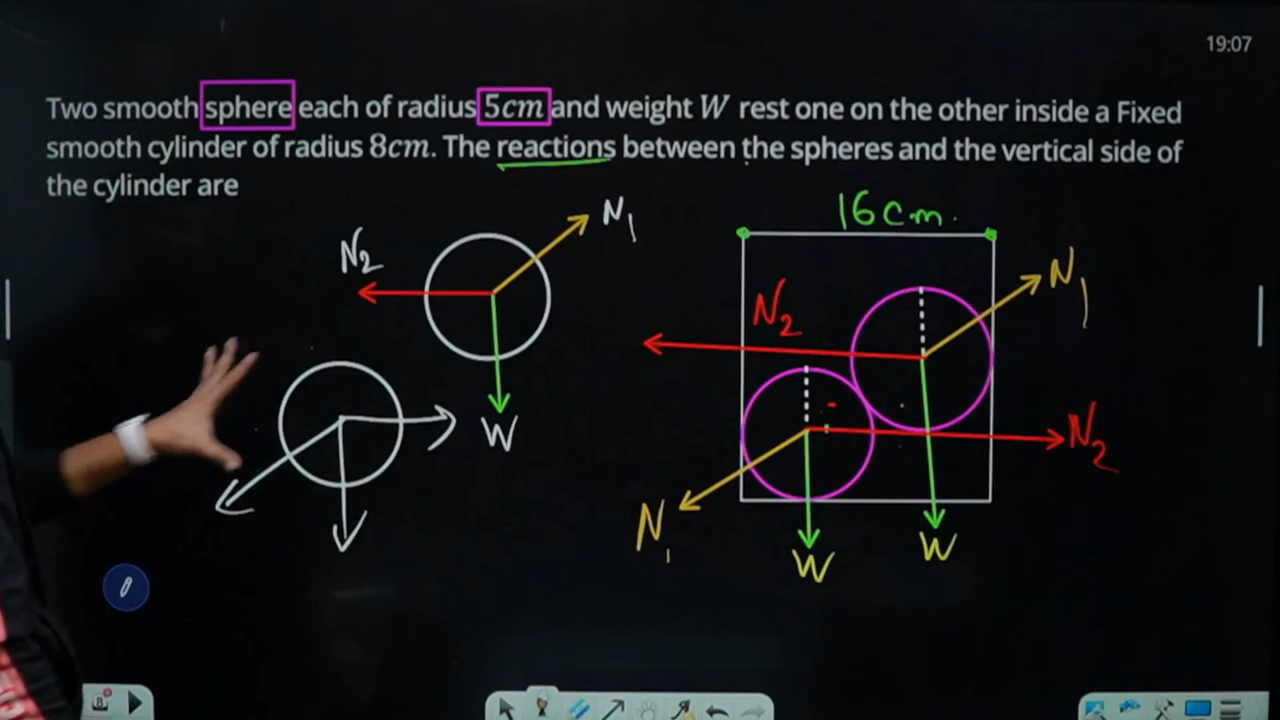 19:07
Two smooth sphere each of radius 5cm and weight W rest one on the other inside a Fixed
smooth cylinder of radius 8cm. The reactions between the spheres and the vertical side of
the cylinder are
16cm.
N1
N2
W
N1
N2
N2
N1
W
W